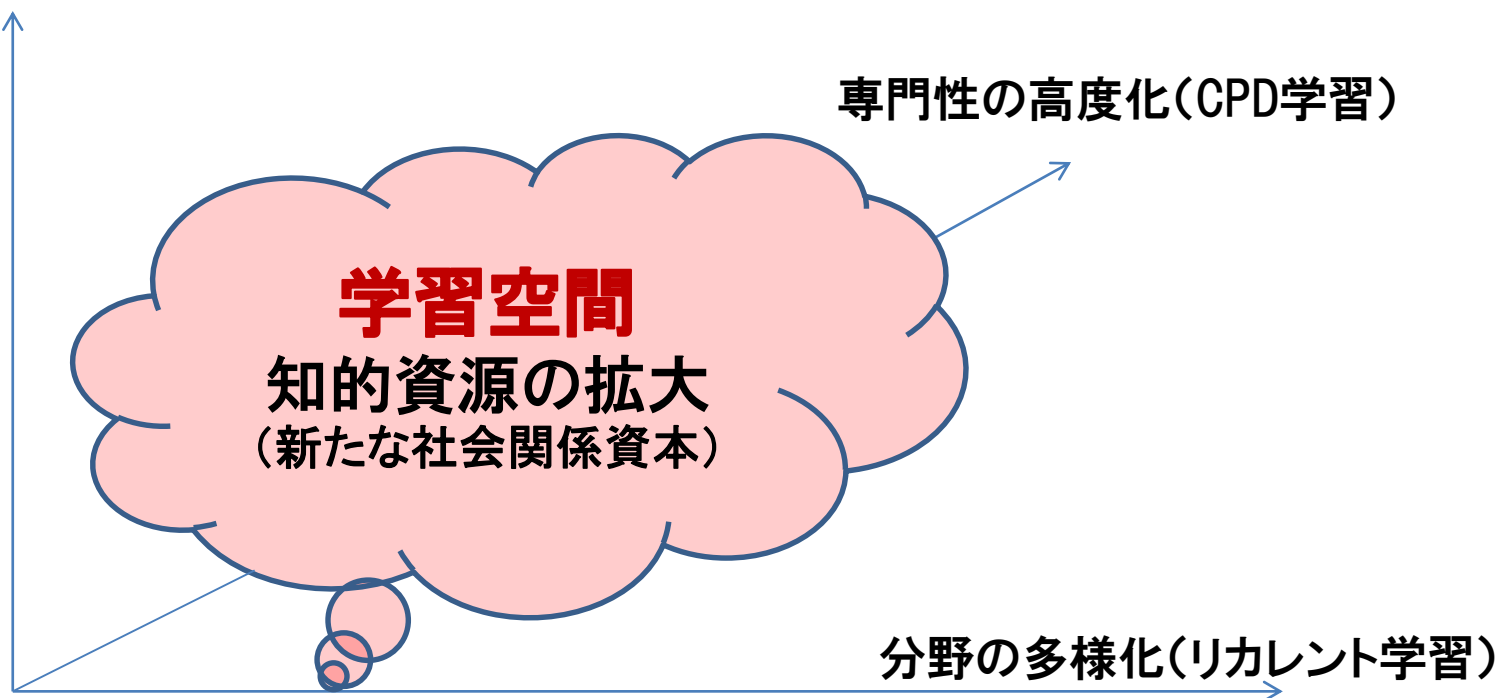 専門性の高度化(CPD学習)
学習空間
知的資源の拡大
(新たな社会関係資本)
分野の多様化(リカレント学習)